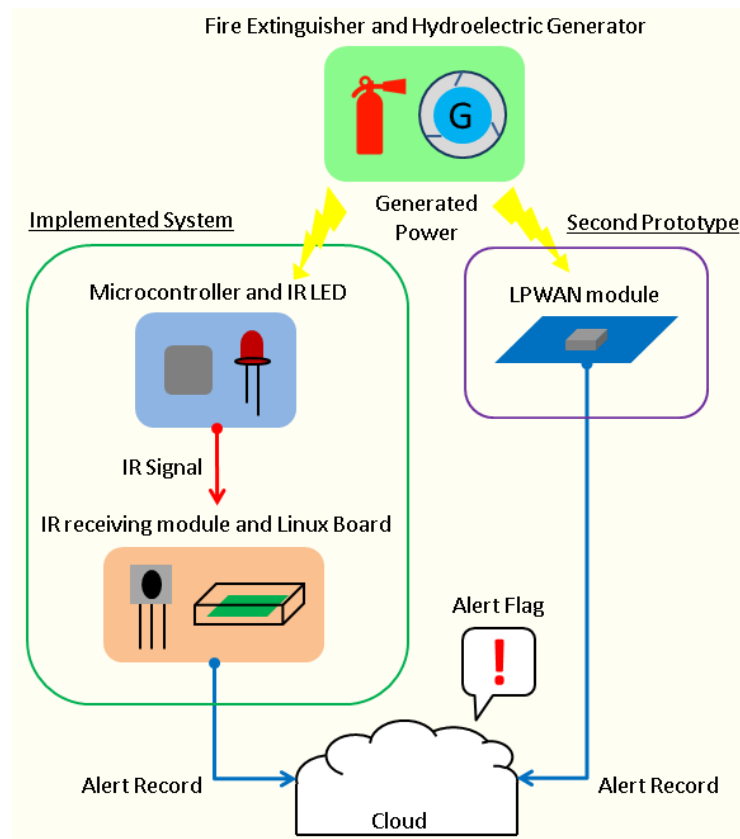 Fire Extinguisher and Hydroelectric Generator
G
Generated
Power
Implemented System
Second Prototype
Microcontroller and IR LED
LPWAN module
IR Signal
IR receiving module and Linux Board
Alert Flag
!
Alert Record
Cloud
Alert Record